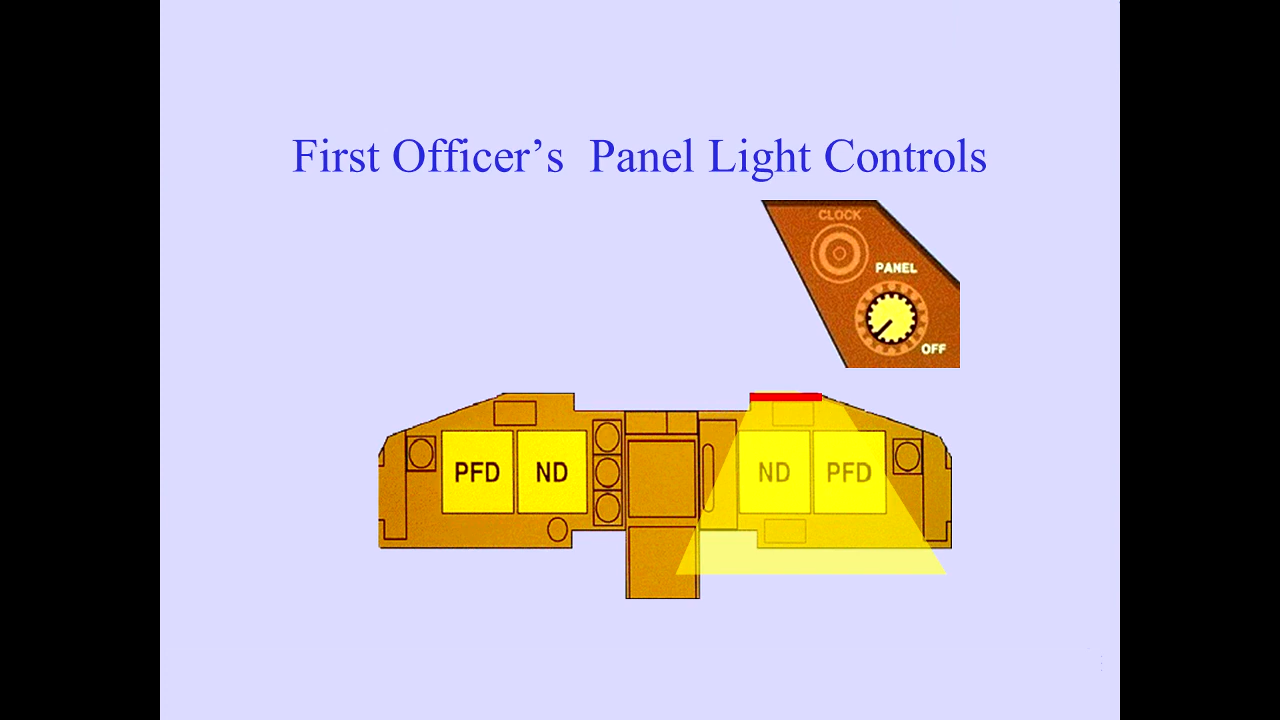 First Officer’s  Panel Light Controls
CLOCK
PANEL
OFF
PFD ND ND PFD